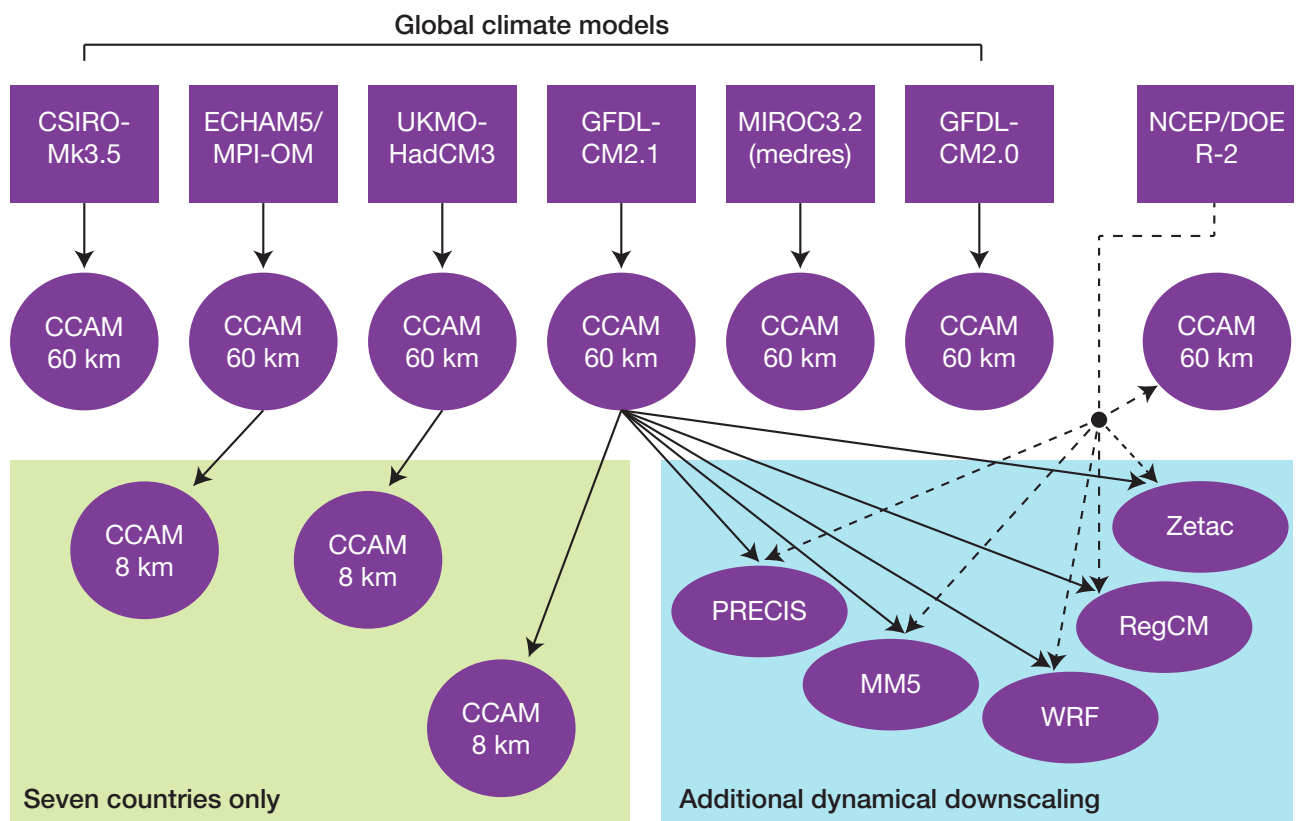 Global climate models
CSIRO-
Mk3.5
ECHAM5/
MPI-OM
UKMO-
HadCM3
GFDL-
CM2.1
MIROC3.2
(medres)
GFDL-
CM2.0
NCEP/DOE
R-2
CCAM
60 km
CCAM
60 km
CCAM
60 km
CCAM
60 km
CCAM
60 km
CCAM
60 km
CCAM
60 km
CCAM
8 km
CCAM
8 km
CCAM
8 km
Seven countries only
Zetac
PRECIS
RegCM
MM5
WRF
Additional dynamical downscaling